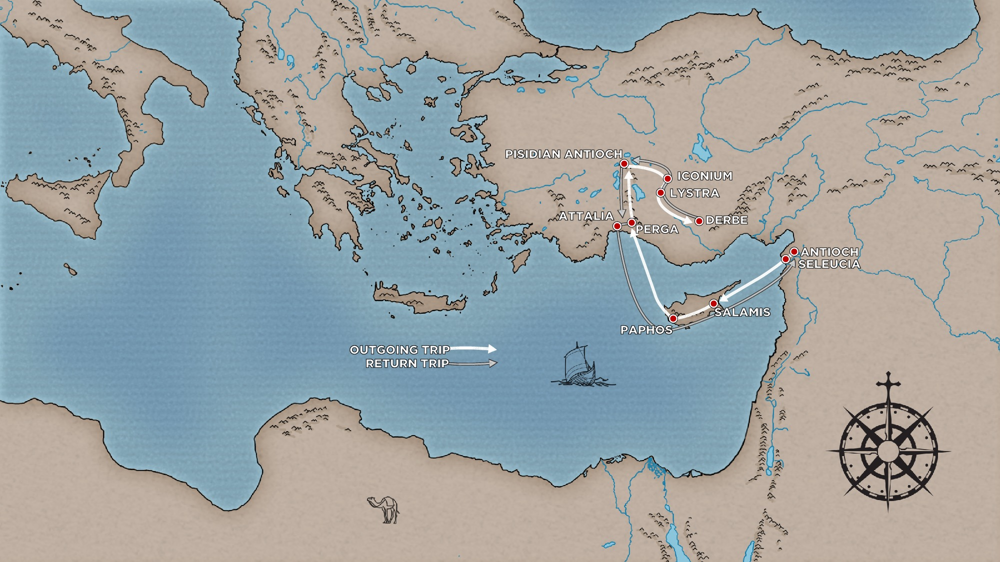 PISIDIAN ANTIOCH
ICONIUM
LYSTRA
ATTALIA
DERBE
PERGA
ANTIOCH
SELEUCIA
SALAMIS
PAPHOS
OUTGOING TRIP
RETURN TRIP